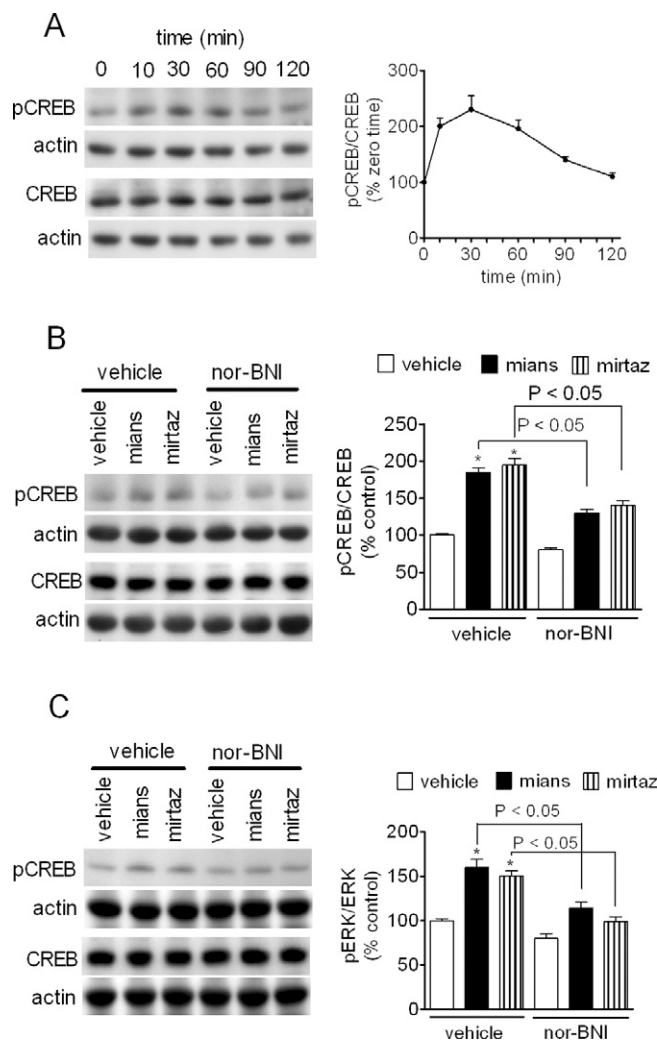 A
time (min)
0 10 30 60 90 120
pCREB
actin
CREB
actin
pCREB/CREB
(% zero time)
300
200
100
0
0 30 60 90 120
time (min)
B
vehicle nor-BNI
vehicle mians mirtaz vehicle mians mirtaz
pCREB
actin
CREB
actin
vehicle mians mirtaz
P < 0.05
P < 0.05
pCREB/CREB
(% control)
250
200
150
100
50
0
* *
vehicle nor-BNI
C
vehicle nor-BNI
vehicle mians mirtaz vehicle mians mirtaz
pCREB
actin
CREB
actin
vehicle mians mirtaz
P < 0.05
P < 0.05
pERK/ERK
(% control)
200
150
100
50
0
* *
vehicle nor-BNI